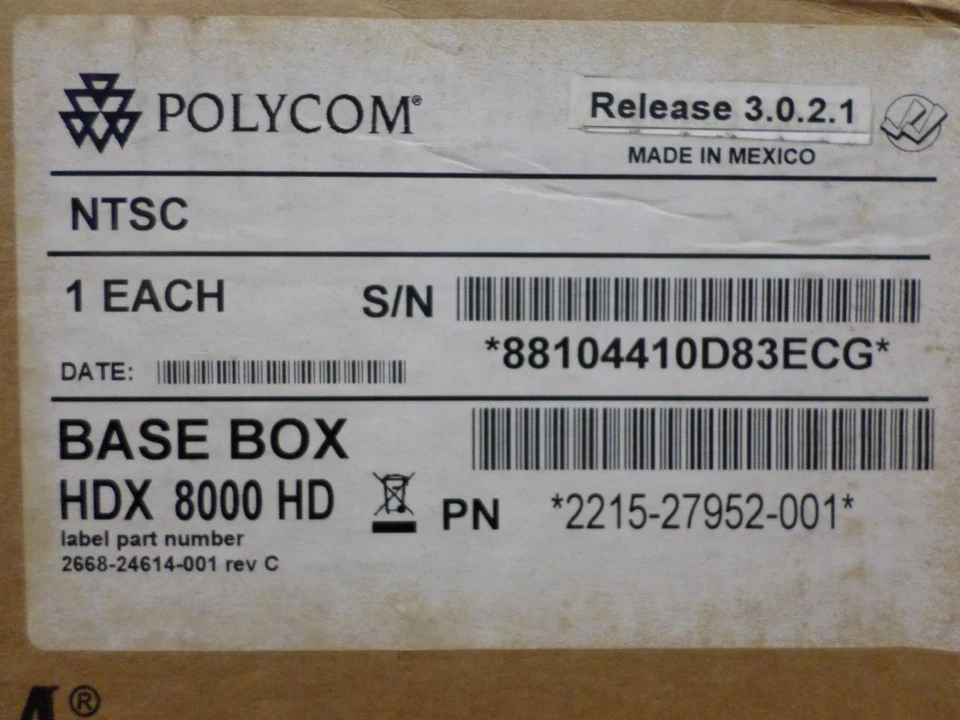 POLYCOM®
Release 3.0.2.1
MADE IN MEXICO
NTSC
1 EACH
S/N
*88104410D83ECG*
DATE:
BASE BOX
HDX 8000 HD
PN *2215-27952-001*
label part number
2668-24614-001 rev C
®